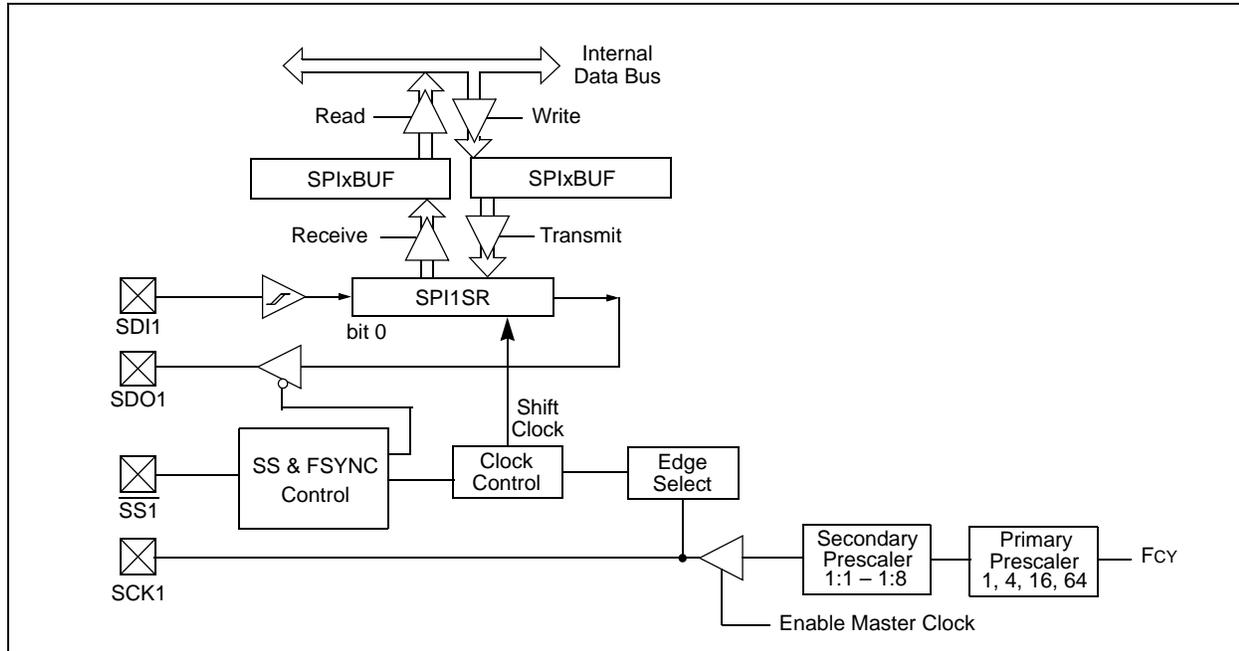 Internal
Data Bus
Read
Write
SPIxBUF
SPIxBUF
Receive
Transmit
SDI1
SPI1SR
bit 0
SDO1
Shift
Clock
SS & FSYNC
Control
Clock
Control
Edge
Select
SS1
SCK1
Secondary
Prescaler
1:1 – 1:8
Primary
Prescaler
1, 4, 16, 64
FCY
Enable Master Clock